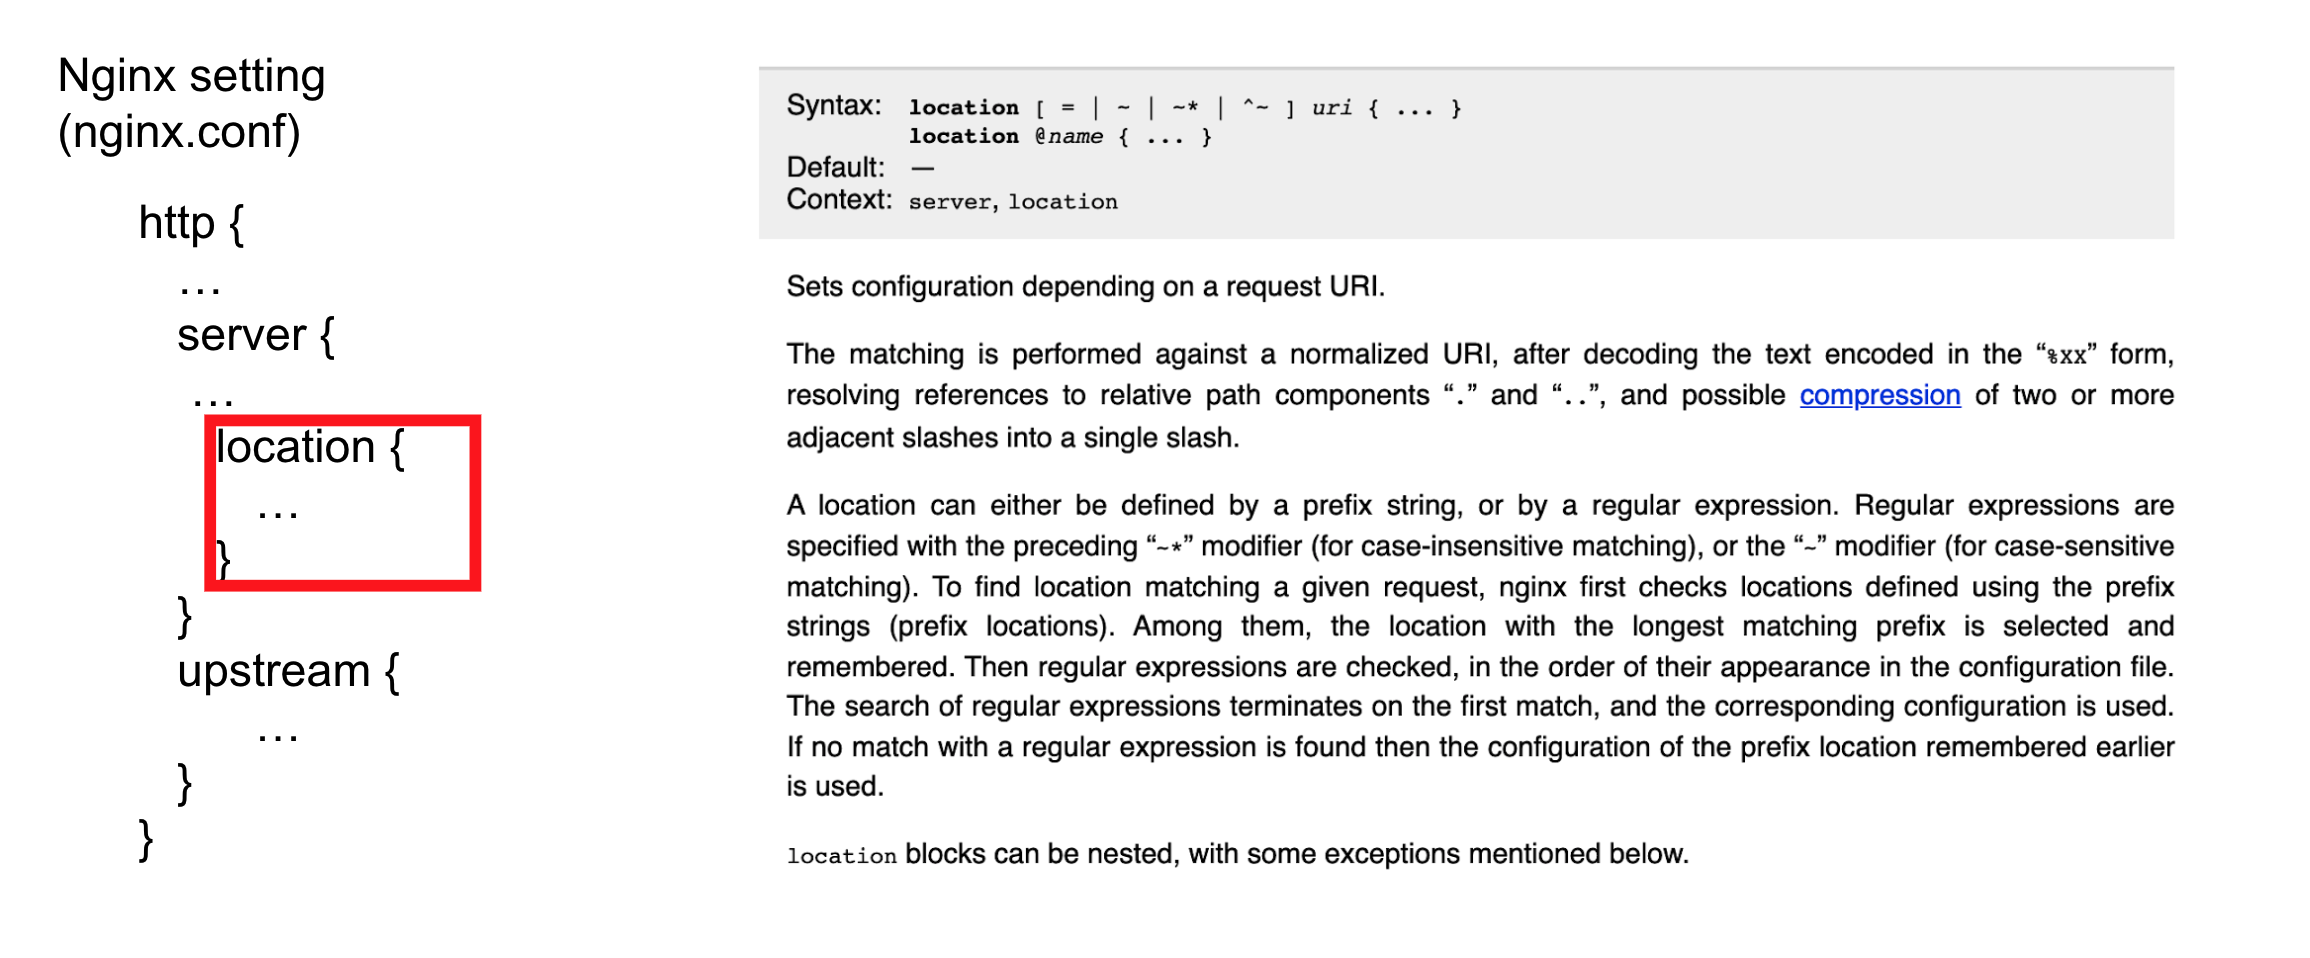 Nginx setting
(nginx.conf)
http {
…
server {
…
location {
…
}
}
upstream {
…
}
}
Syntax: location [ = | ~ | ~* | ^~ ] uri { ... }
location @name { ... }
Default: —
Context: server, location
Sets configuration depending on a request URI.
The matching is performed against a normalized URI, after decoding the text encoded in the “%xx” form,
resolving references to relative path components “.” and “..”, and possible compression of two or more
adjacent slashes into a single slash.
A location can either be defined by a prefix string, or by a regular expression. Regular expressions are
specified with the preceding “~*” modifier (for case-insensitive matching), or the “~” modifier (for case-sensitive
matching). To find location matching a given request, nginx first checks locations defined using the prefix
strings (prefix locations). Among them, the location with the longest matching prefix is selected and
remembered. Then regular expressions are checked, in the order of their appearance in the configuration file.
The search of regular expressions terminates on the first match, and the corresponding configuration is used.
If no match with a regular expression is found then the configuration of the prefix location remembered earlier
is used.
location blocks can be nested, with some exceptions mentioned below.